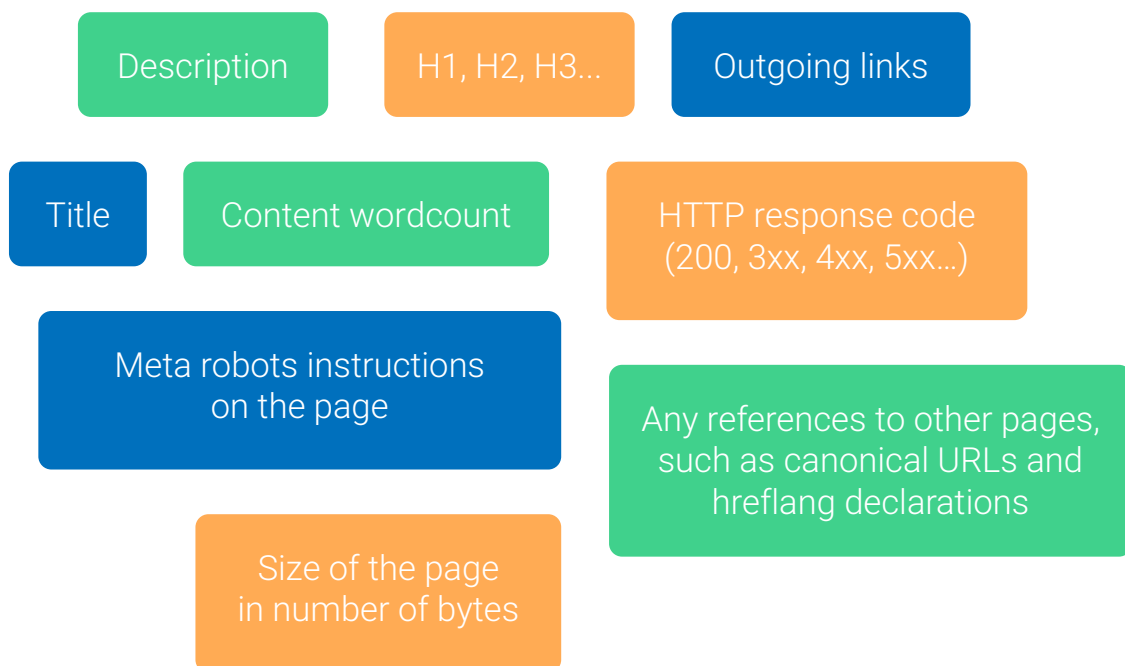 Description
H1, H2, H3...
Outgoing links
Title
Content wordcount
HTTP response code
(200, 3xx, 4xx, 5xx…)
Meta robots instructions
on the page
Any references to other pages,
such as canonical URLs and
hreflang declarations
Size of the page
in number of bytes